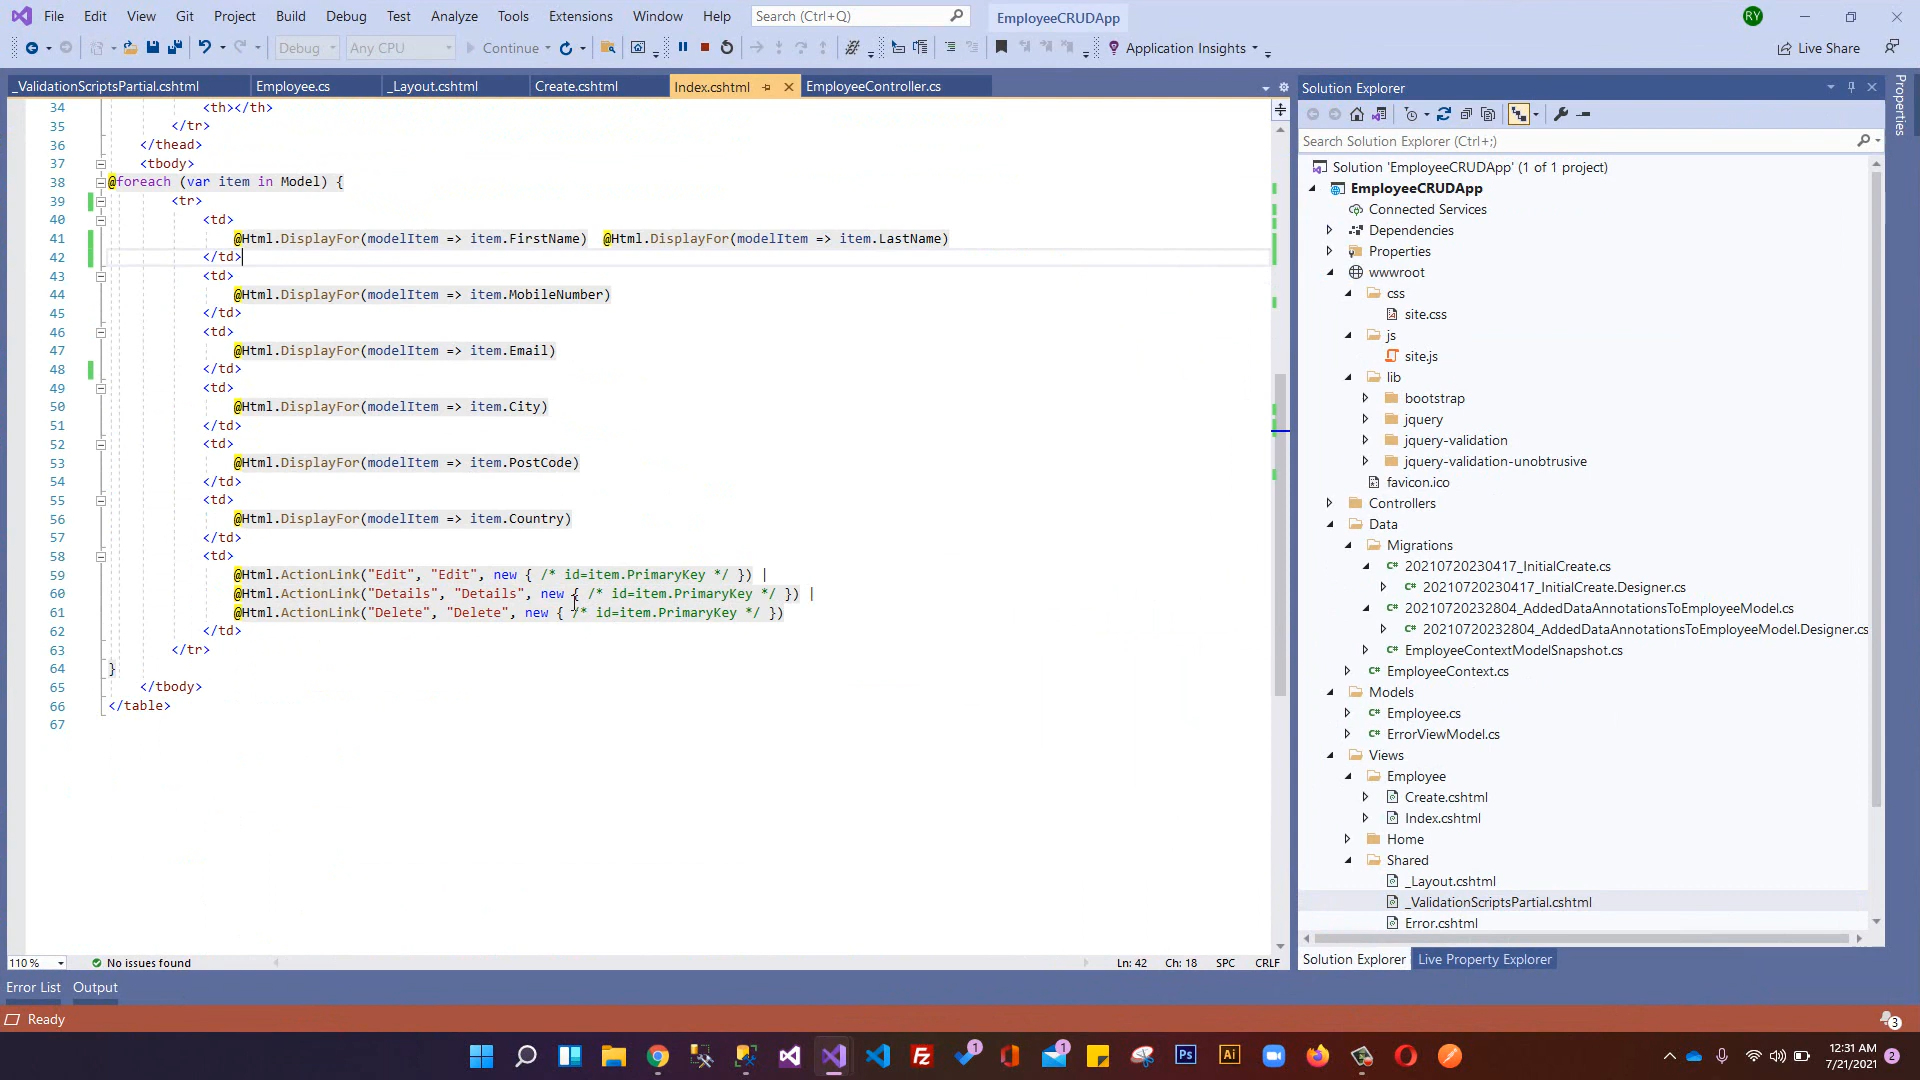 File Edit View Git Project Build Debug Test Analyze Tools Extensions Window Help Search (Ctrl+Q) EmployeeCRUDApp RY
Debug Any CPU Continue Application Insights Live Share
_ValidationScriptsPartial.cshtml Employee.cs _Layout.cshtml Create.cshtml Index.cshtml EmployeeController.cs
34 <th></th>
35 </tr>
36 </thead>
37 <tbody>
38 @foreach (var item in Model) {
39 <tr>
40 <td>
41 @Html.DisplayFor(modelItem => item.FirstName) @Html.DisplayFor(modelItem => item.LastName)
42 </td>
43 <td>
44 @Html.DisplayFor(modelItem => item.MobileNumber)
45 </td>
46 <td>
47 @Html.DisplayFor(modelItem => item.Email)
48 </td>
49 <td>
50 @Html.DisplayFor(modelItem => item.City)
51 </td>
52 <td>
53 @Html.DisplayFor(modelItem => item.PostCode)
54 </td>
55 <td>
56 @Html.DisplayFor(modelItem => item.Country)
57 </td>
58 <td>
59 @Html.ActionLink("Edit", "Edit", new { /* id=item.PrimaryKey */ }) |
60 @Html.ActionLink("Details", "Details", new { /* id=item.PrimaryKey */ }) |
61 @Html.ActionLink("Delete", "Delete", new { /* id=item.PrimaryKey */ })
62 </td>
63 </tr>
64 }
65 </tbody>
66 </table>
67
110 % No issues found Ln: 42 Ch: 18 SPC CRLF
Solution Explorer
Search Solution Explorer (Ctrl+;)
Solution 'EmployeeCRUDApp' (1 of 1 project)
EmployeeCRUDApp
Connected Services
Dependencies
Properties
wwwroot
css
site.css
js
site.js
lib
bootstrap
jquery
jquery-validation
jquery-validation-unobtrusive
favicon.ico
Controllers
Data
Migrations
20210720230417_InitialCreate.cs
20210720230417_InitialCreate.Designer.cs
20210720232804_AddedDataAnnotationsToEmployeeModel.cs
20210720232804_AddedDataAnnotationsToEmployeeModel.Designer.cs
EmployeeContextModelSnapshot.cs
EmployeeContext.cs
Models
Employee.cs
ErrorViewModel.cs
Views
Employee
Create.cshtml
Index.cshtml
Home
Shared
_Layout.cshtml
_ValidationScriptsPartial.cshtml
Error.cshtml
Solution Explorer Live Property Explorer
Properties
Error List Output
Ready 3
Fz 1 1 Ps Ai
12:31 AM
7/21/2021 2